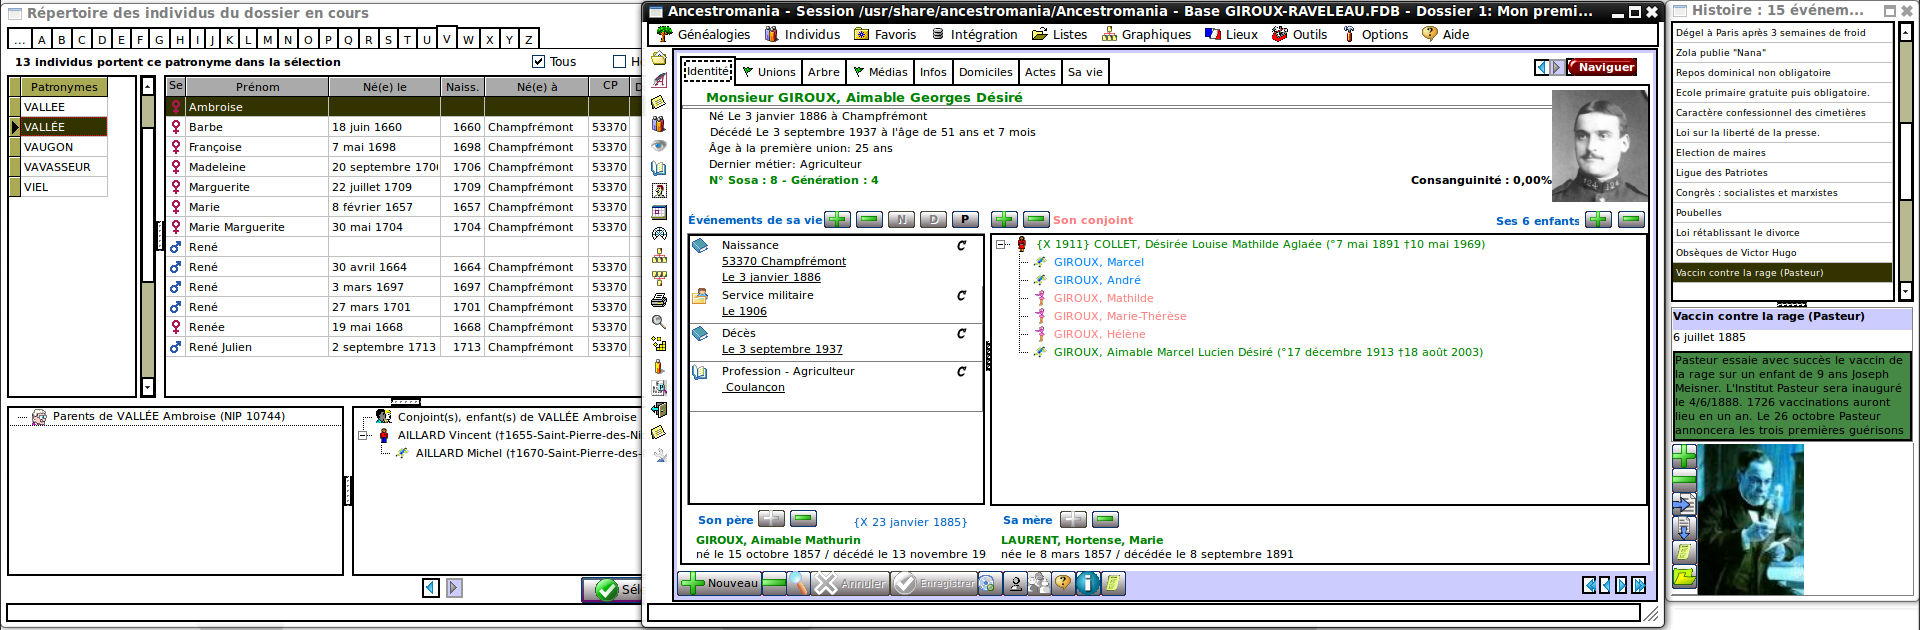 Répertoire des individus du dossier en cours
... A B C D E F G H I J K L M N O P Q R S T U V W X Y Z
13 individus portent ce patronyme dans la sélection
Tous
Patronymes
VALLEE
VALLÉE
VAUGON
VAVASSEUR
VIEL
Se Prénom Né(e) le Naiss. Né(e) à CP
Ambroise
Barbe 18 juin 1660 1660 Champfrémont 53370
Françoise 7 mai 1698 1698 Champfrémont 53370
Madeleine 20 septembre 170 1706 Champfrémont 53370
Marguerite 22 juillet 1709 1709 Champfrémont 53370
Marie 8 février 1657 1657 Champfrémont 53370
Marie Marguerite 30 mai 1704 1704 Champfrémont 53370
René
René 30 avril 1664 1664 Champfrémont 53370
René 3 mars 1697 1697 Champfrémont 53370
René 27 mars 1701 1701 Champfrémont 53370
Renée 19 mai 1668 1668 Champfrémont 53370
René Julien 2 septembre 1713 1713 Champfrémont 53370
Parents de VALLÉE Ambroise (NIP 10744)
Conjoint(s), enfant(s) de VALLÉE Ambroise
AILLARD Vincent (†1655-Saint-Pierre-des-Ni
AILLARD Michel (†1670-Saint-Pierre-des-
Sél
Ancestromania - Session /usr/share/ancestromania/Ancestromania - Base GIROUX-RAVELEAU.FDB - Dossier 1: Mon premi...
Généalogies Individus Favoris Intégration Listes Graphiques Lieux Outils Options Aide
Identité Unions Arbre Médias Infos Domiciles Actes Sa vie
Naviguer
Monsieur GIROUX, Aimable Georges Désiré
Né Le 3 janvier 1886 à Champfrémont
Décédé Le 3 septembre 1937 à l'âge de 51 ans et 7 mois
Âge à la première union: 25 ans
Dernier métier: Agriculteur
N° Sosa : 8 - Génération : 4
Consanguinité : 0,00%
Événements de sa vie N D P
Naissance
53370 Champfrémont
Le 3 janvier 1886
Service militaire
Le 1906
Décès
Le 3 septembre 1937
Profession - Agriculteur
Coulançon
Son conjoint
Ses 6 enfants
{X 1911} COLLET, Désirée Louise Mathilde Aglaée (°7 mai 1891 †10 mai 1969)
GIROUX, Marcel
GIROUX, André
GIROUX, Mathilde
GIROUX, Marie-Thérèse
GIROUX, Hélène
GIROUX, Aimable Marcel Lucien Désiré (°17 décembre 1913 †18 août 2003)
Son père {X 23 janvier 1885}
GIROUX, Aimable Mathurin
né le 15 octobre 1857 / décédé le 13 novembre 19
Sa mère
LAURENT, Hortense, Marie
née le 8 mars 1857 / décédée le 8 septembre 1891
Nouveau Annuler Enregistrer
Histoire : 15 événem...
Dégel à Paris après 3 semaines de froid
Zola publie "Nana"
Repos dominical non obligatoire
Ecole primaire gratuite puis obligatoire.
Caractère confessionnel des cimetières
Loi sur la liberté de la presse.
Election de maires
Ligue des Patriotes
Congrès : socialistes et marxistes
Poubelles
Loi rétablissant le divorce
Obsèques de Victor Hugo
Vaccin contre la rage (Pasteur)
Vaccin contre la rage (Pasteur)
6 juillet 1885
Pasteur essaie avec succès le vaccin de
la rage sur un enfant de 9 ans Joseph
Meisner. L'Institut Pasteur sera inauguré
le 4/6/1888. 1726 vaccinations auront
lieu en un an. Le 26 octobre Pasteur
annoncera les trois premières guérisons